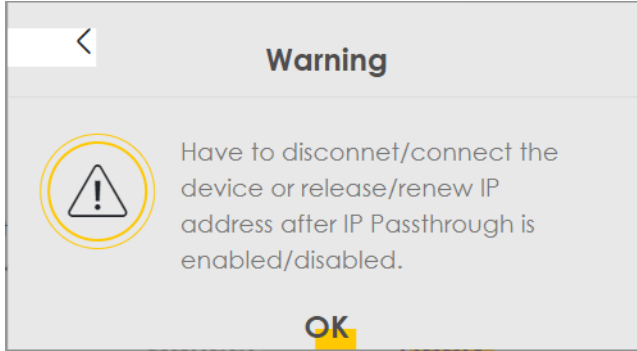 Warning
Have to disconnet/connect the
device or release/renew IP
address after IP Passthrough is
enabled/disabled.
OK